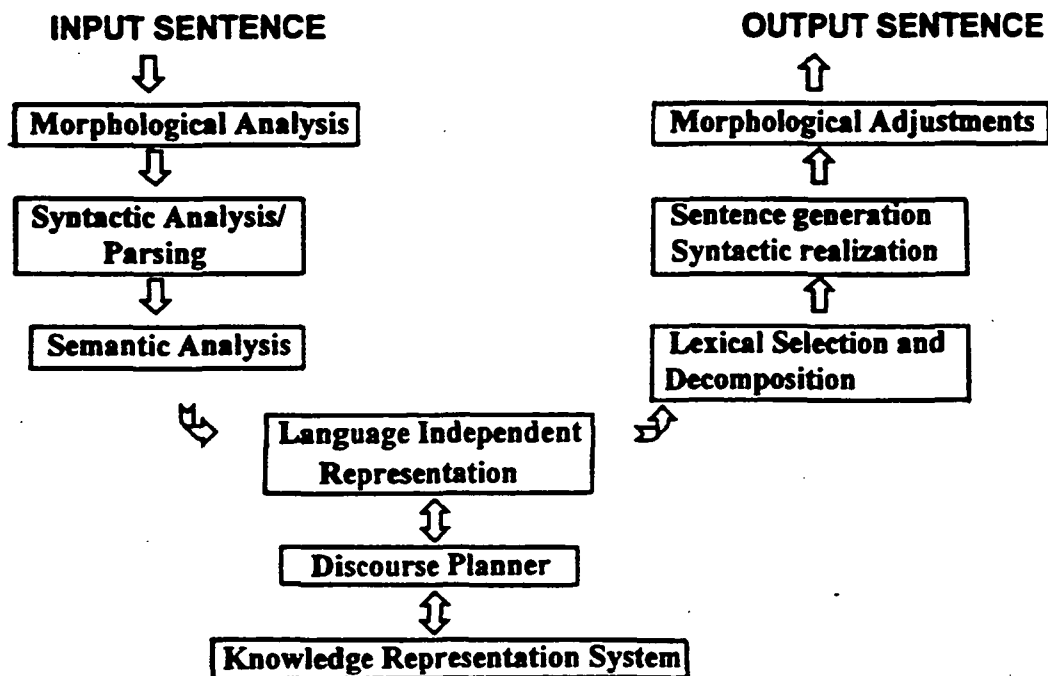 INPUT SENTENCE
Morphological Analysis
Syntactic Analysis/
Parsing
Semantic Analysis
Language Independent
Representation
Discourse Planner
Knowledge Representation System
OUTPUT SENTENCE
Morphological Adjustments
Sentence generation
Syntactic realization
Lexical Selection and
Decomposition